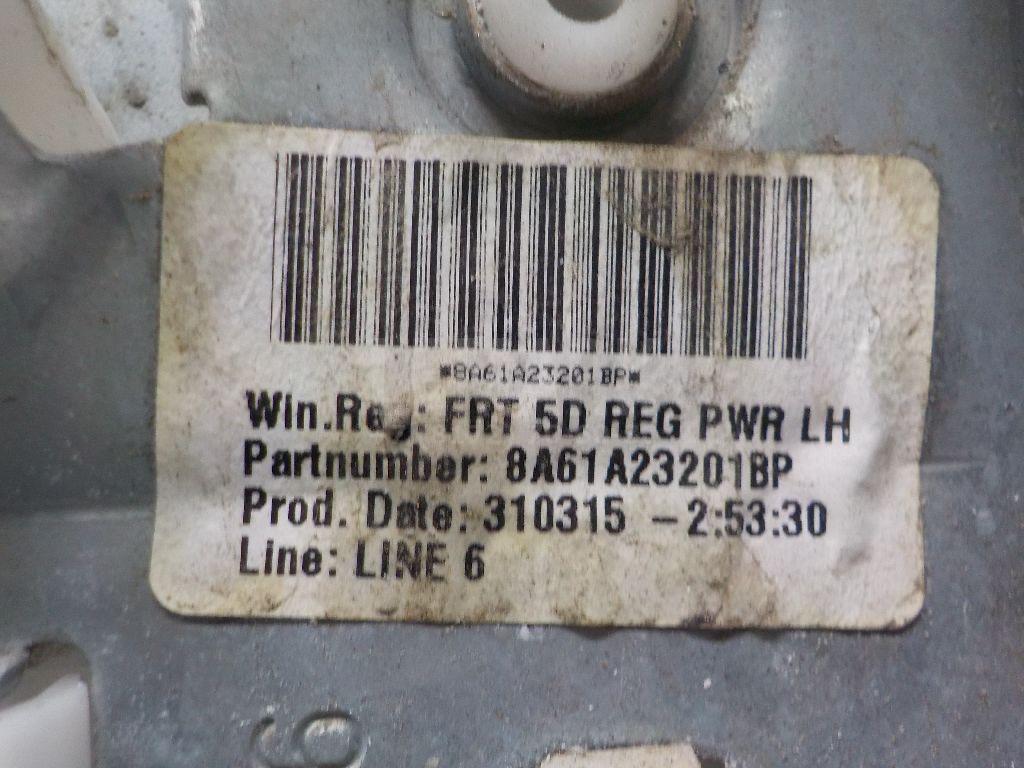 *8A61A23201BP*
Win.Reg: FRT 5D REG PWR LH
Partnumber: 8A61A23201BP
Prod. Date: 310315 - 2:53:30
Line: LINE 6
6